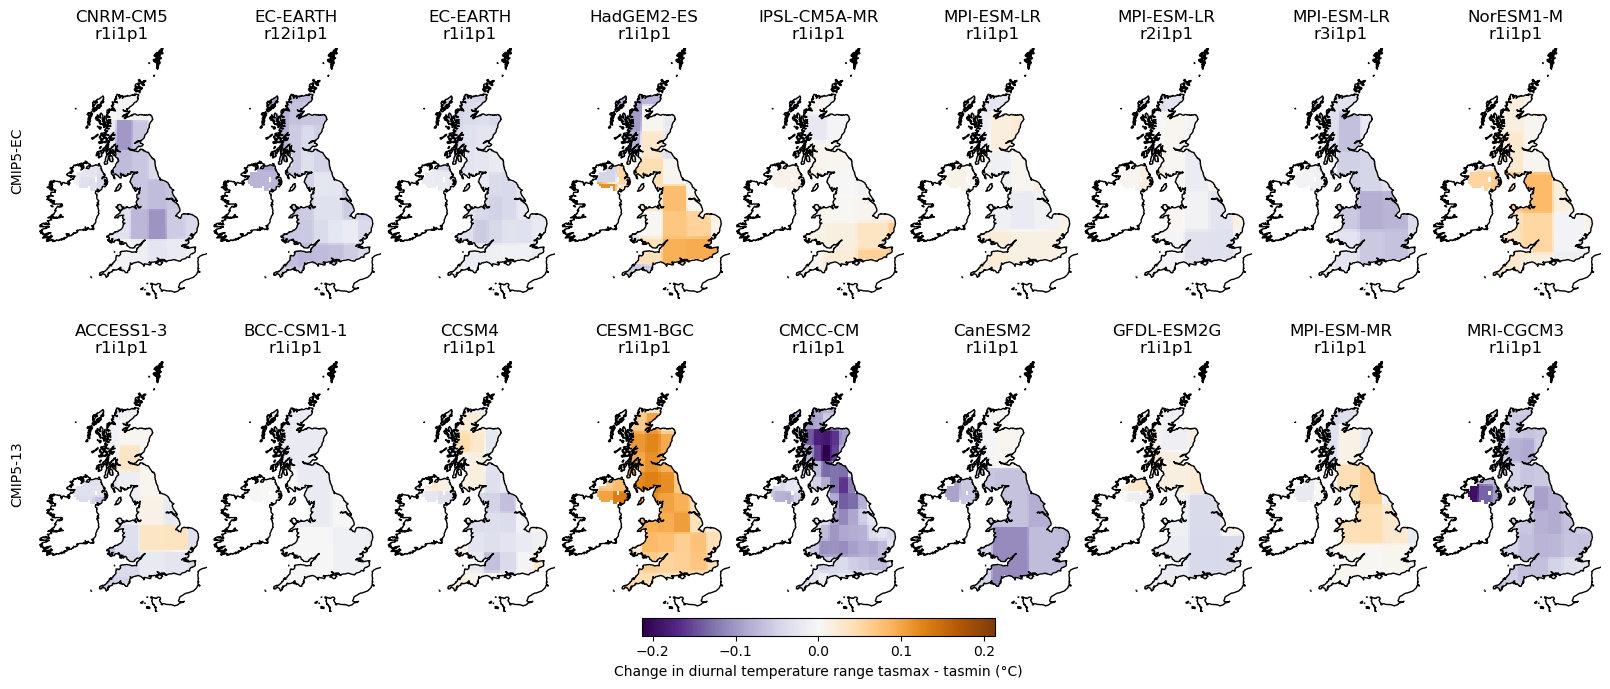 CNRM-CM5
r1i1p1
EC-EARTH
r12i1p1
EC-EARTH
r1i1p1
HadGEM2-ES
r1i1p1
IPSL-CM5A-MR
r1i1p1
MPI-ESM-LR
r1i1p1
MPI-ESM-LR
r2i1p1
MPI-ESM-LR
r3i1p1
NorESM1-M
r1i1p1
CMIP5-EC
ACCESS1-3
r1i1p1
BCC-CSM1-1
r1i1p1
CCSM4
r1i1p1
CESM1-BGC
r1i1p1
CMCC-CM
r1i1p1
CanESM2
r1i1p1
GFDL-ESM2G
r1i1p1
MPI-ESM-MR
r1i1p1
MRI-CGCM3
r1i1p1
CMIP5-13
−0.2 −0.1 0.0 0.1 0.2
Change in diurnal temperature range tasmax - tasmin (°C)